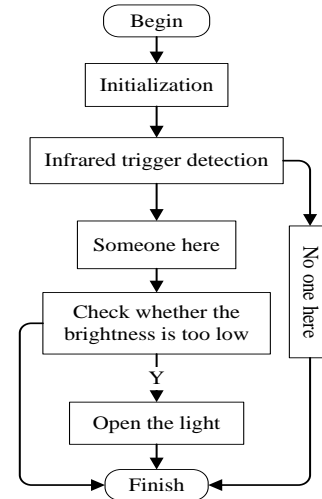 Begin
Initialization
Infrared trigger detection
Someone here
No one here
Check whether the
brightness is too low
Y
Open the light
Finish